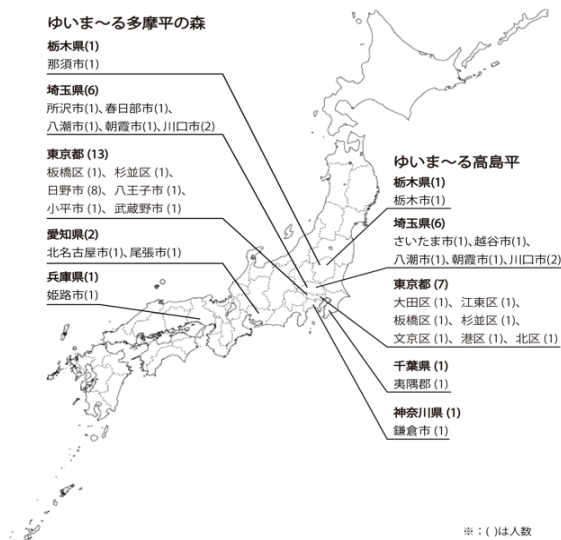 ゆいま～る多摩平の森
栃木県(1)
那須市(1)
埼玉県(6)
所沢市(1)、春日部市(1)、
八潮市(1)、朝霞市(1)、川口市(2)
東京都 (13)
板橋区 (1)、杉並区 (1)、
日野市 (8)、八王子市 (1)、
小平市 (1)、武蔵野市 (1)
愛知県(2)
北名古屋市(1)、尾張市(1)
兵庫県(1)
姫路市(1)
ゆいま～る高島平
栃木県(1)
栃木市(1)
埼玉県(6)
さいたま市(1)、越谷市(1)、
八潮市(1)、朝霞市(1)、川口市(2)
東京都 (7)
大田区 (1)、江東区 (1)、
板橋区 (1)、杉並区 (1)、
文京区 (1)、港区 (1)、北区 (1)
千葉県 (1)
夷隅郡 (1)
神奈川県 (1)
鎌倉市 (1)
※：( )は人数